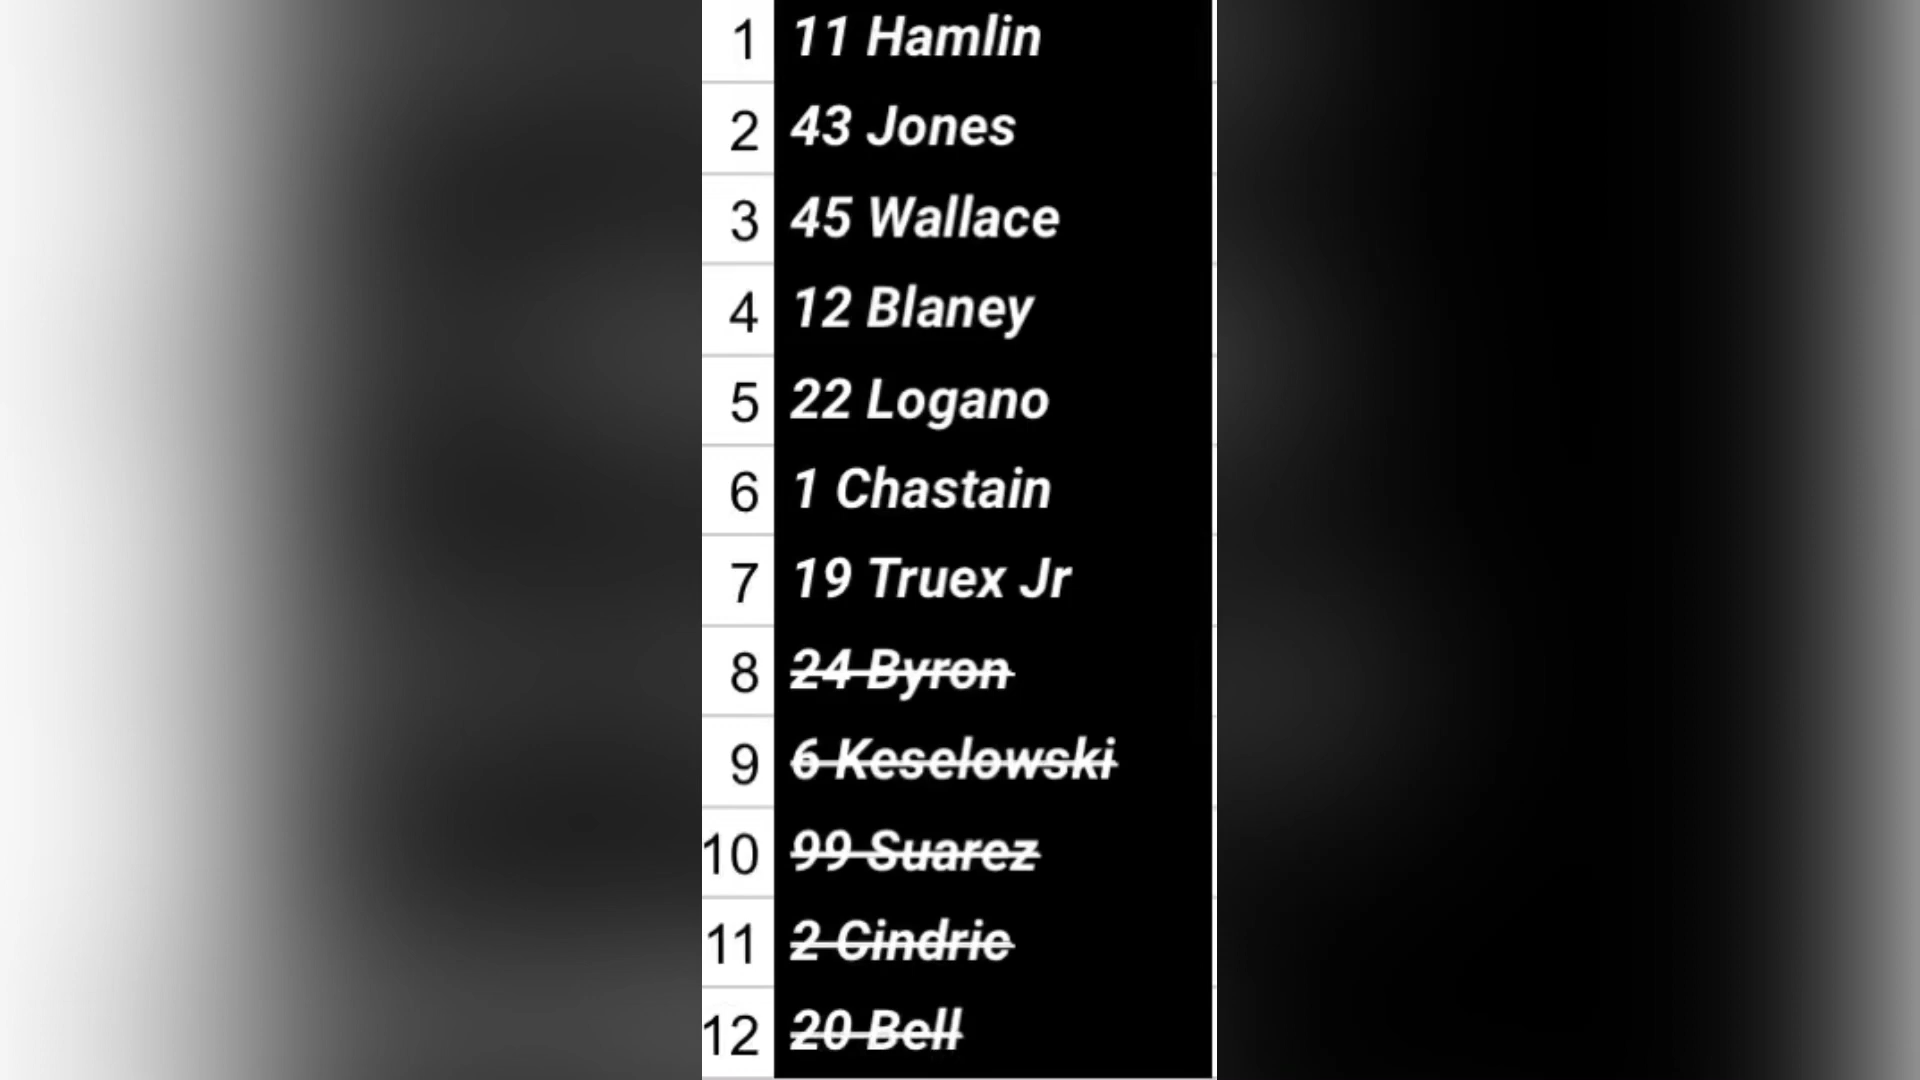 1 11 Hamlin
2 43 Jones
3 45 Wallace
4 12 Blaney
5 22 Logano
6 1 Chastain
7 19 Truex Jr
8 24 Byron
9 6 Keselowski
10 99 Suarez
11 2 Cindric
12 20 Bell